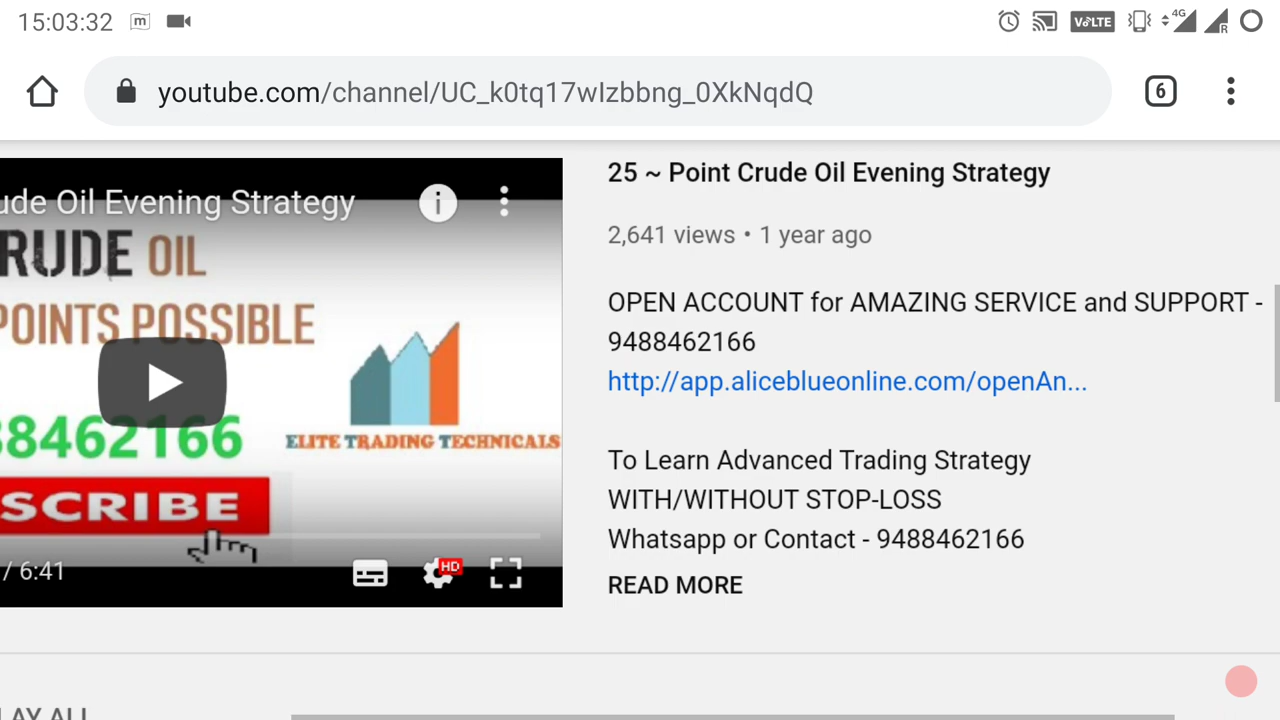 15:03:32 m VoLTE 4G R
youtube.com/channel/UC_k0tq17wIzbbng_0XkNqdQ 6
ude Oil Evening Strategy
RUDE OIL
POINTS POSSIBLE
88462166
ELITE TRADING TECHNICALS
SCRIBE
/ 6:41
HD
25 ~ Point Crude Oil Evening Strategy
2,641 views • 1 year ago
OPEN ACCOUNT for AMAZING SERVICE and SUPPORT -
9488462166
http://app.aliceblueonline.com/openAn...
To Learn Advanced Trading Strategy
WITH/WITHOUT STOP-LOSS
Whatsapp or Contact - 9488462166
READ MORE
LAY ALL